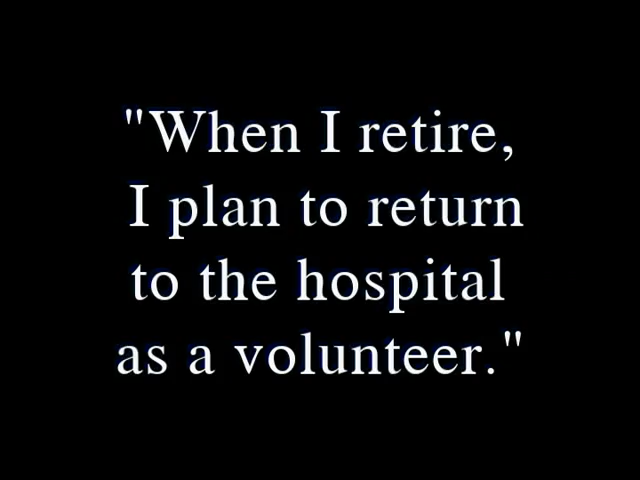 "When I retire,
I plan to return
to the hospital
as a volunteer."